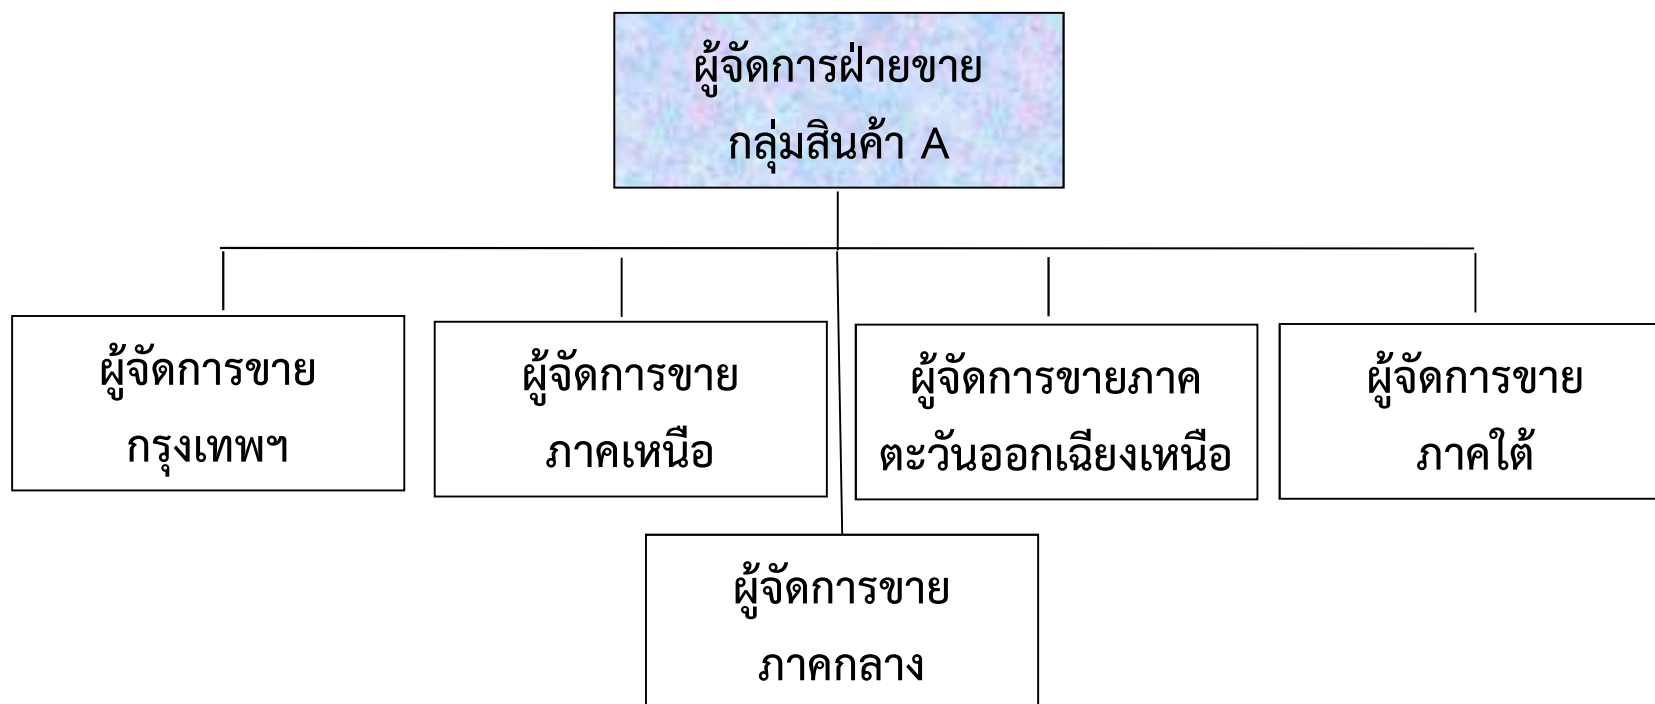 ผู้จัดการฝ่ายขาย
กลุ่มสินค้า A
ผู้จัดการขาย
กรุงเทพฯ
ผู้จัดการขาย
ภาคเหนือ
ผู้จัดการขายภาค
ตะวันออกเฉียงเหนือ
ผู้จัดการขาย
ภาคใต้
ผู้จัดการขาย
ภาคกลาง